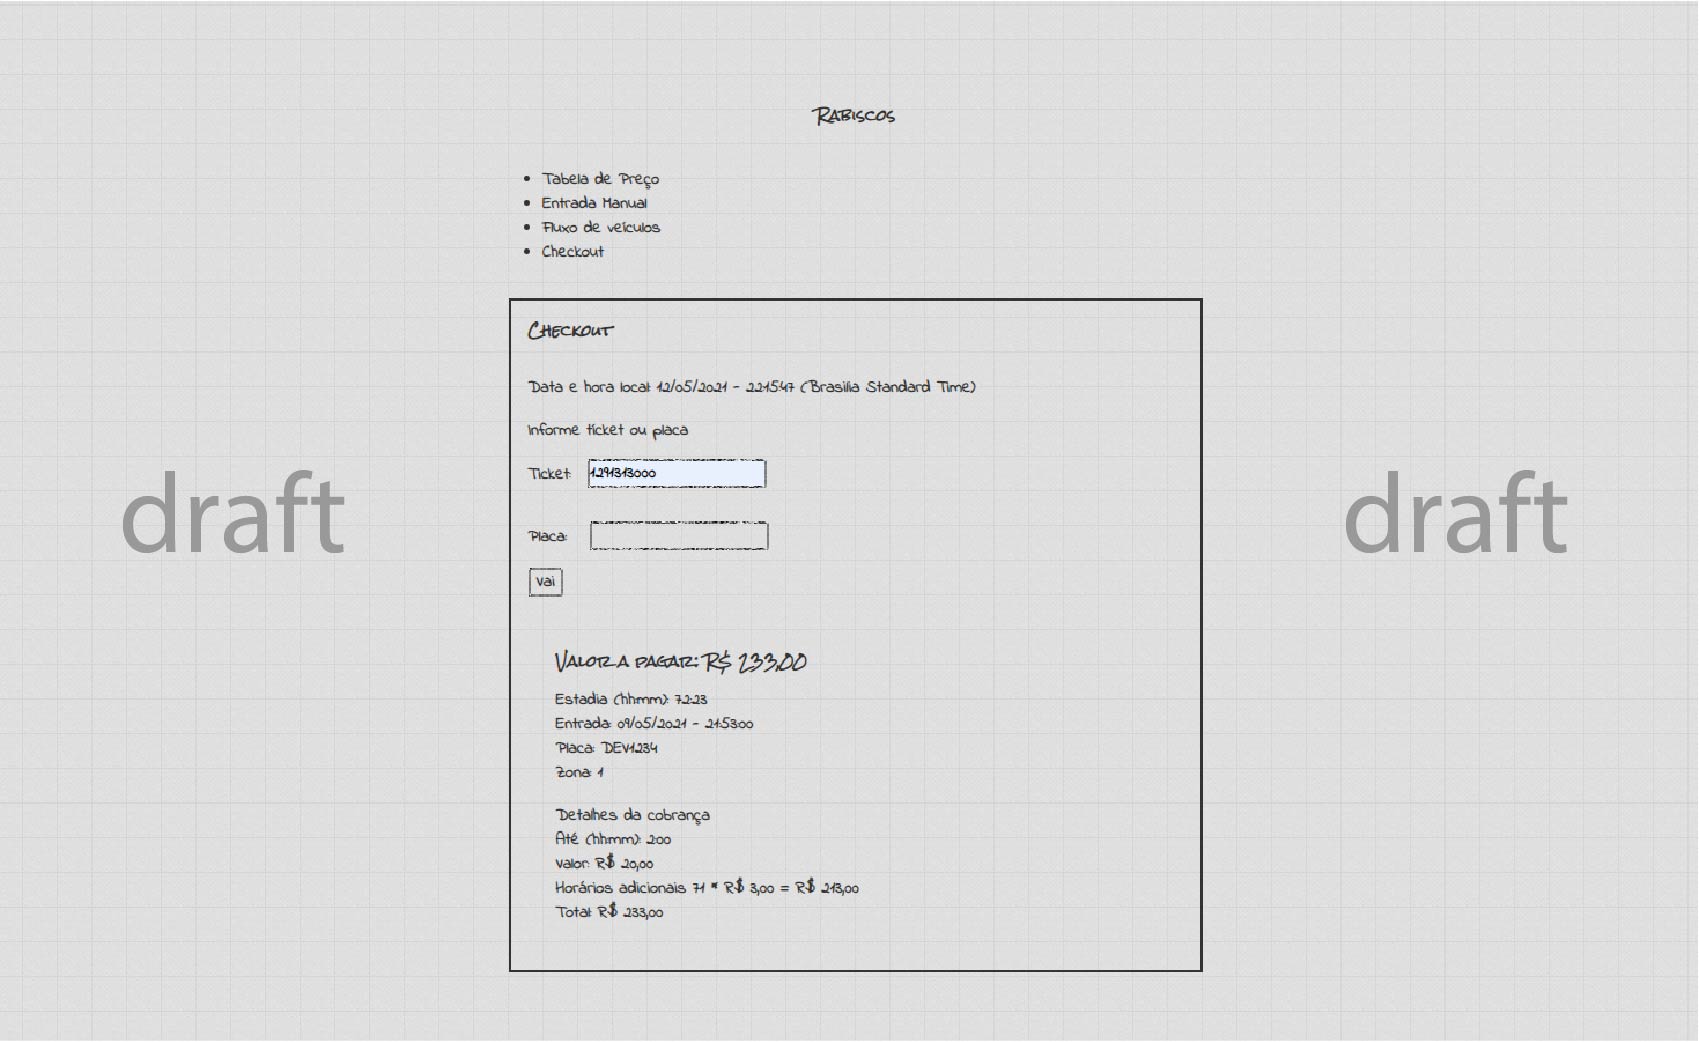 Rabiscos
Tabela de Preço
Entrada Manual
Fluxo de veículos
Checkout
Checkout
Data e hora local: 12/05/2021 - 22:15:47 (Brasilia Standard Time)
Informe ticket ou placa
Ticket: 1291313000
Placa:
Vai
draft
draft
Valor a pagar: R$ 233,00
Estadia (hh:mm): 72:23
Entrada: 09/05/2021 - 21:53:00
Placa: DEV1234
Zona: 1
Detalhes da cobrança
Até (hh:mm): 2:00
Valor: R$ 20,00
Horários adicionais 71 * R$ 3,00 = R$ 213,00
Total: R$ 233,00